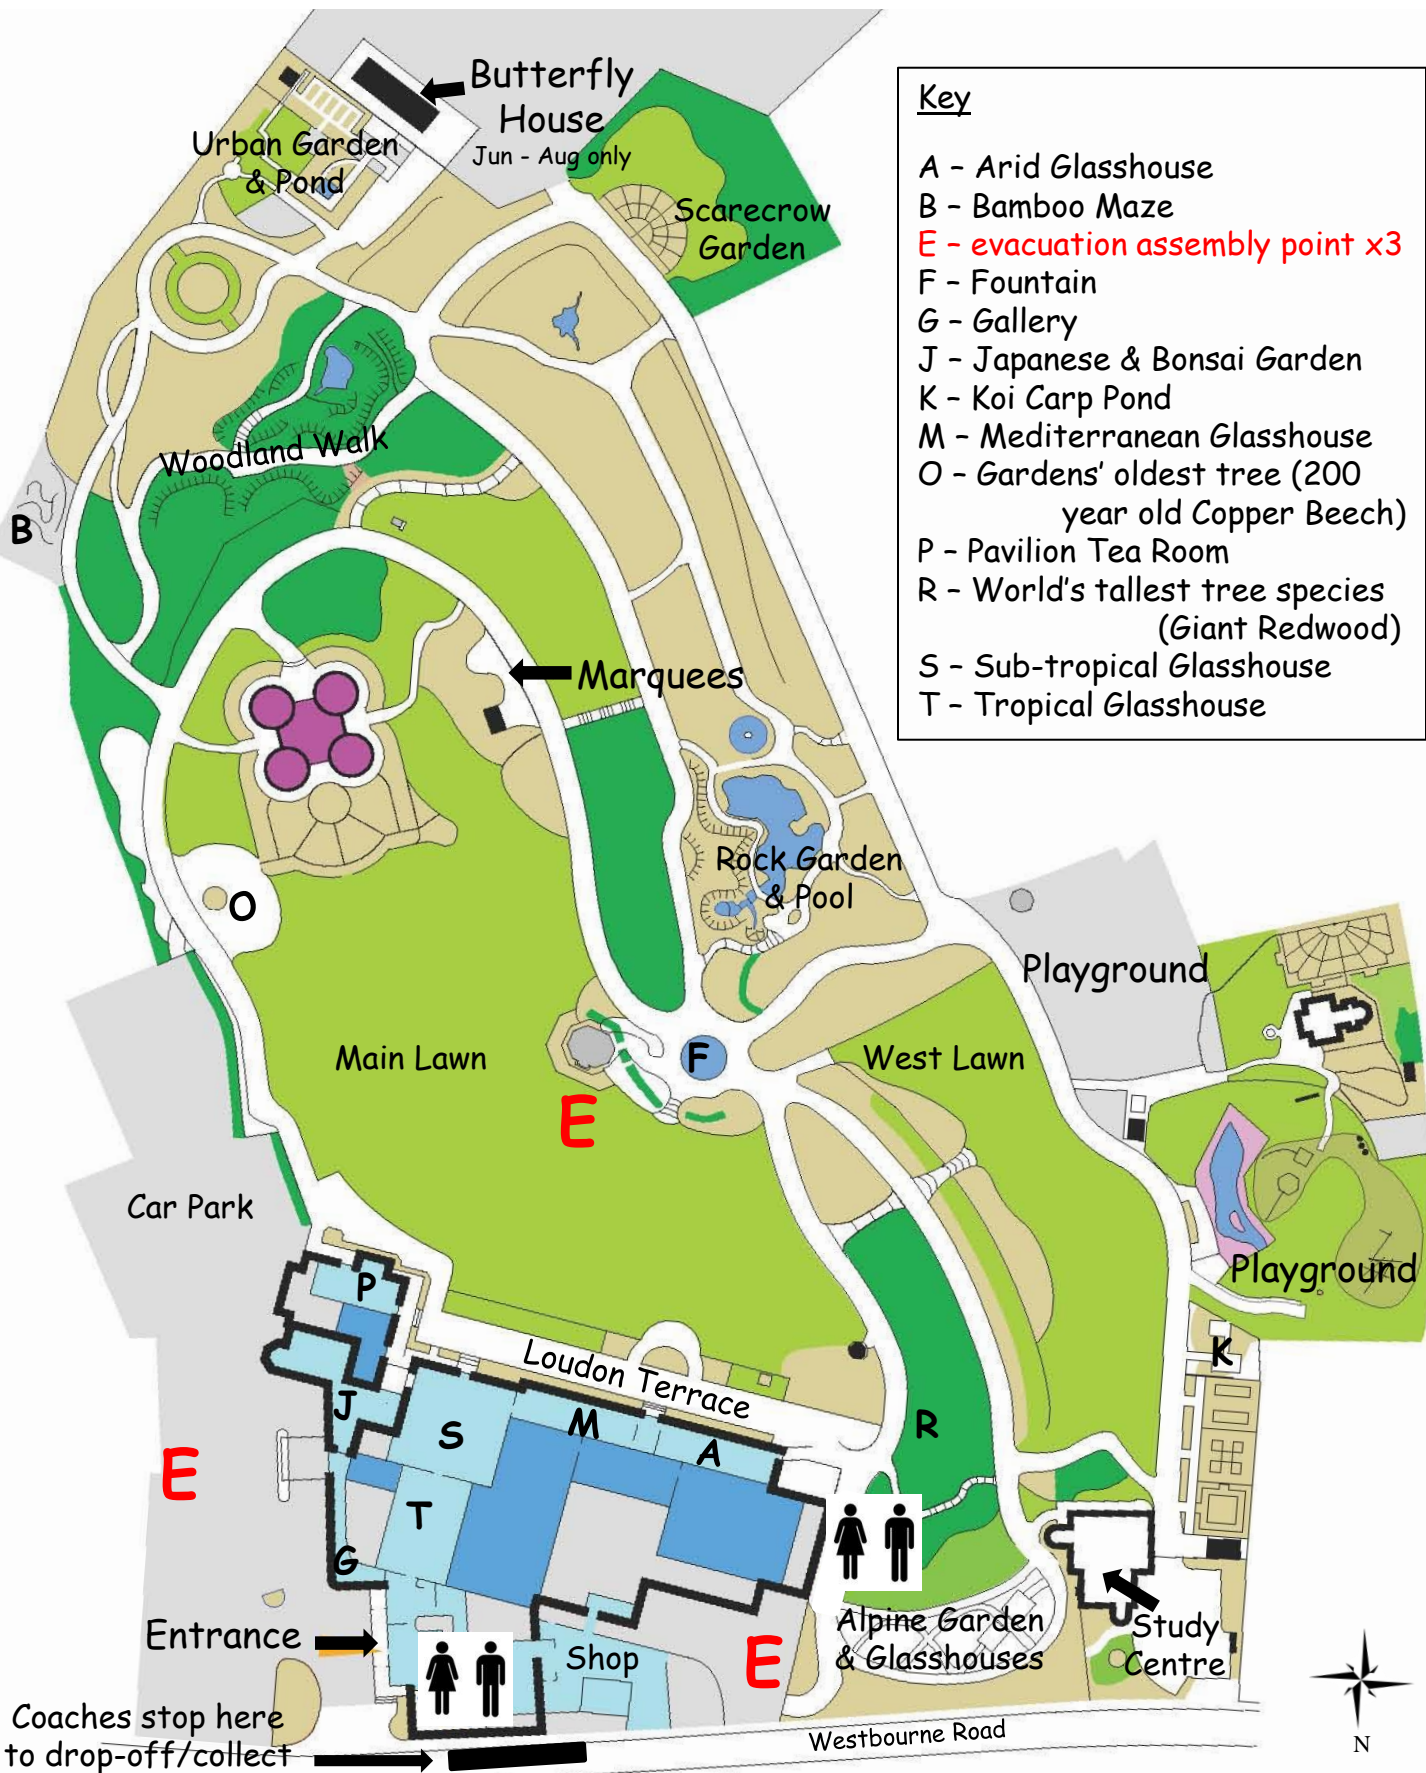 Butterfly
House
Jun - Aug only
Urban Garden
& Pond
Scarecrow
Garden
Key
A - Arid Glasshouse
B - Bamboo Maze
E - evacuation assembly point x3
F - Fountain
G - Gallery
J - Japanese & Bonsai Garden
K - Koi Carp Pond
M - Mediterranean Glasshouse
O - Gardens' oldest tree (200
year old Copper Beech)
P - Pavilion Tea Room
R - World's tallest tree species
(Giant Redwood)
S - Sub-tropical Glasshouse
T - Tropical Glasshouse
Woodland Walk
B
Marquees
Rock Garden
& Pool
O
Playground
Main Lawn
F
West Lawn
E
Car Park
Playground
P
K
Loudon Terrace
J
S
M
A
R
E
T
G
Entrance
Shop
E
Alpine Garden
& Glasshouses
Study
Centre
Coaches stop here
to drop-off/collect
Westbourne Road
N